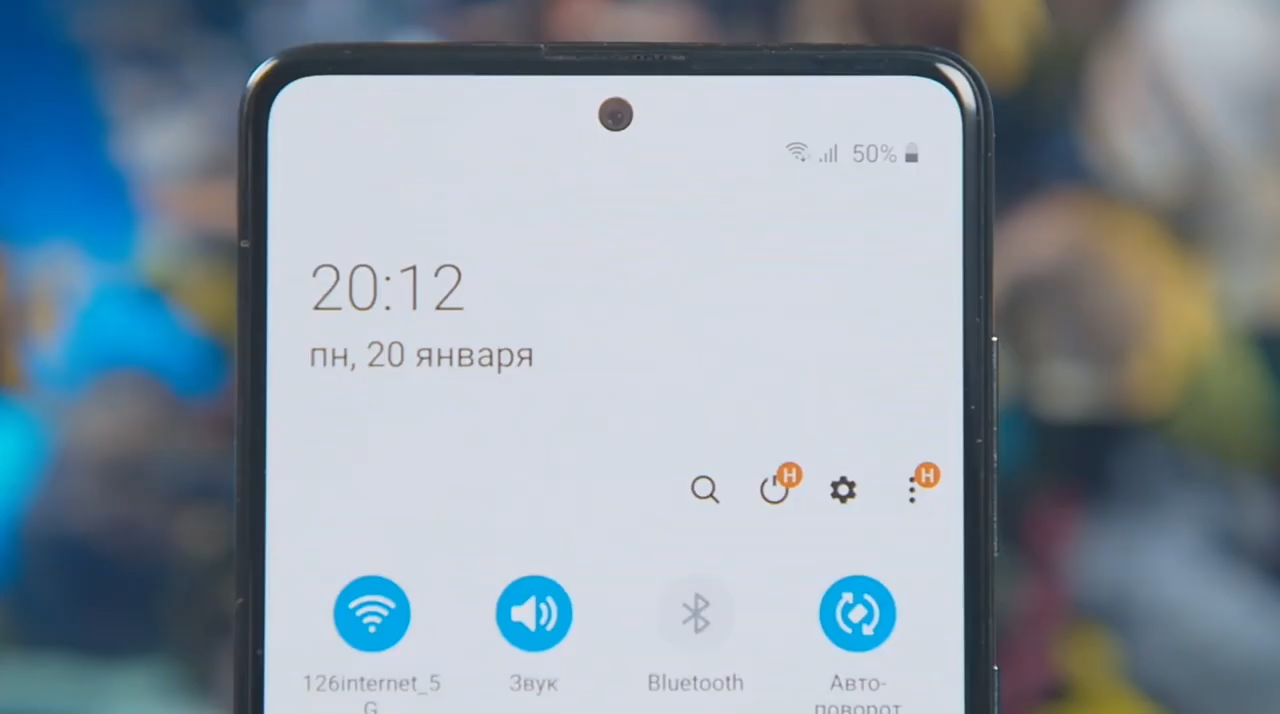 50%
20:12
пн, 20 января
Н Н
126internet_5 Звук Bluetooth Авто-
G поворот